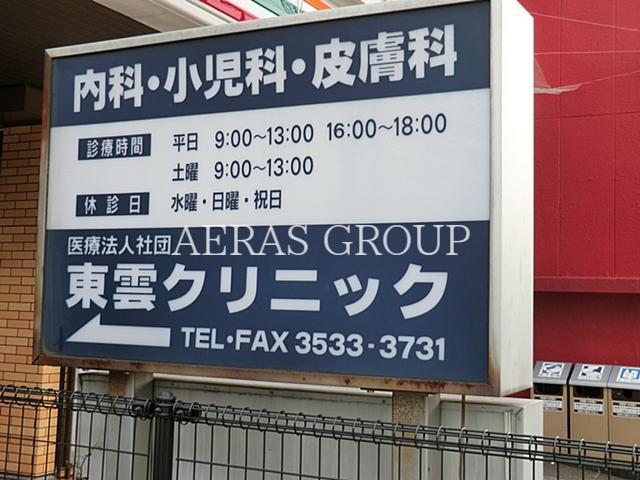 内科・小児科・皮膚科
診療時間 平日 9:00～13:00 16:00～18:00
土曜 9:00～13:00
休診日 水曜・日曜・祝日
医療法人社団
AERAS GROUP
東雲クリニック
TEL・FAX 3533-3731